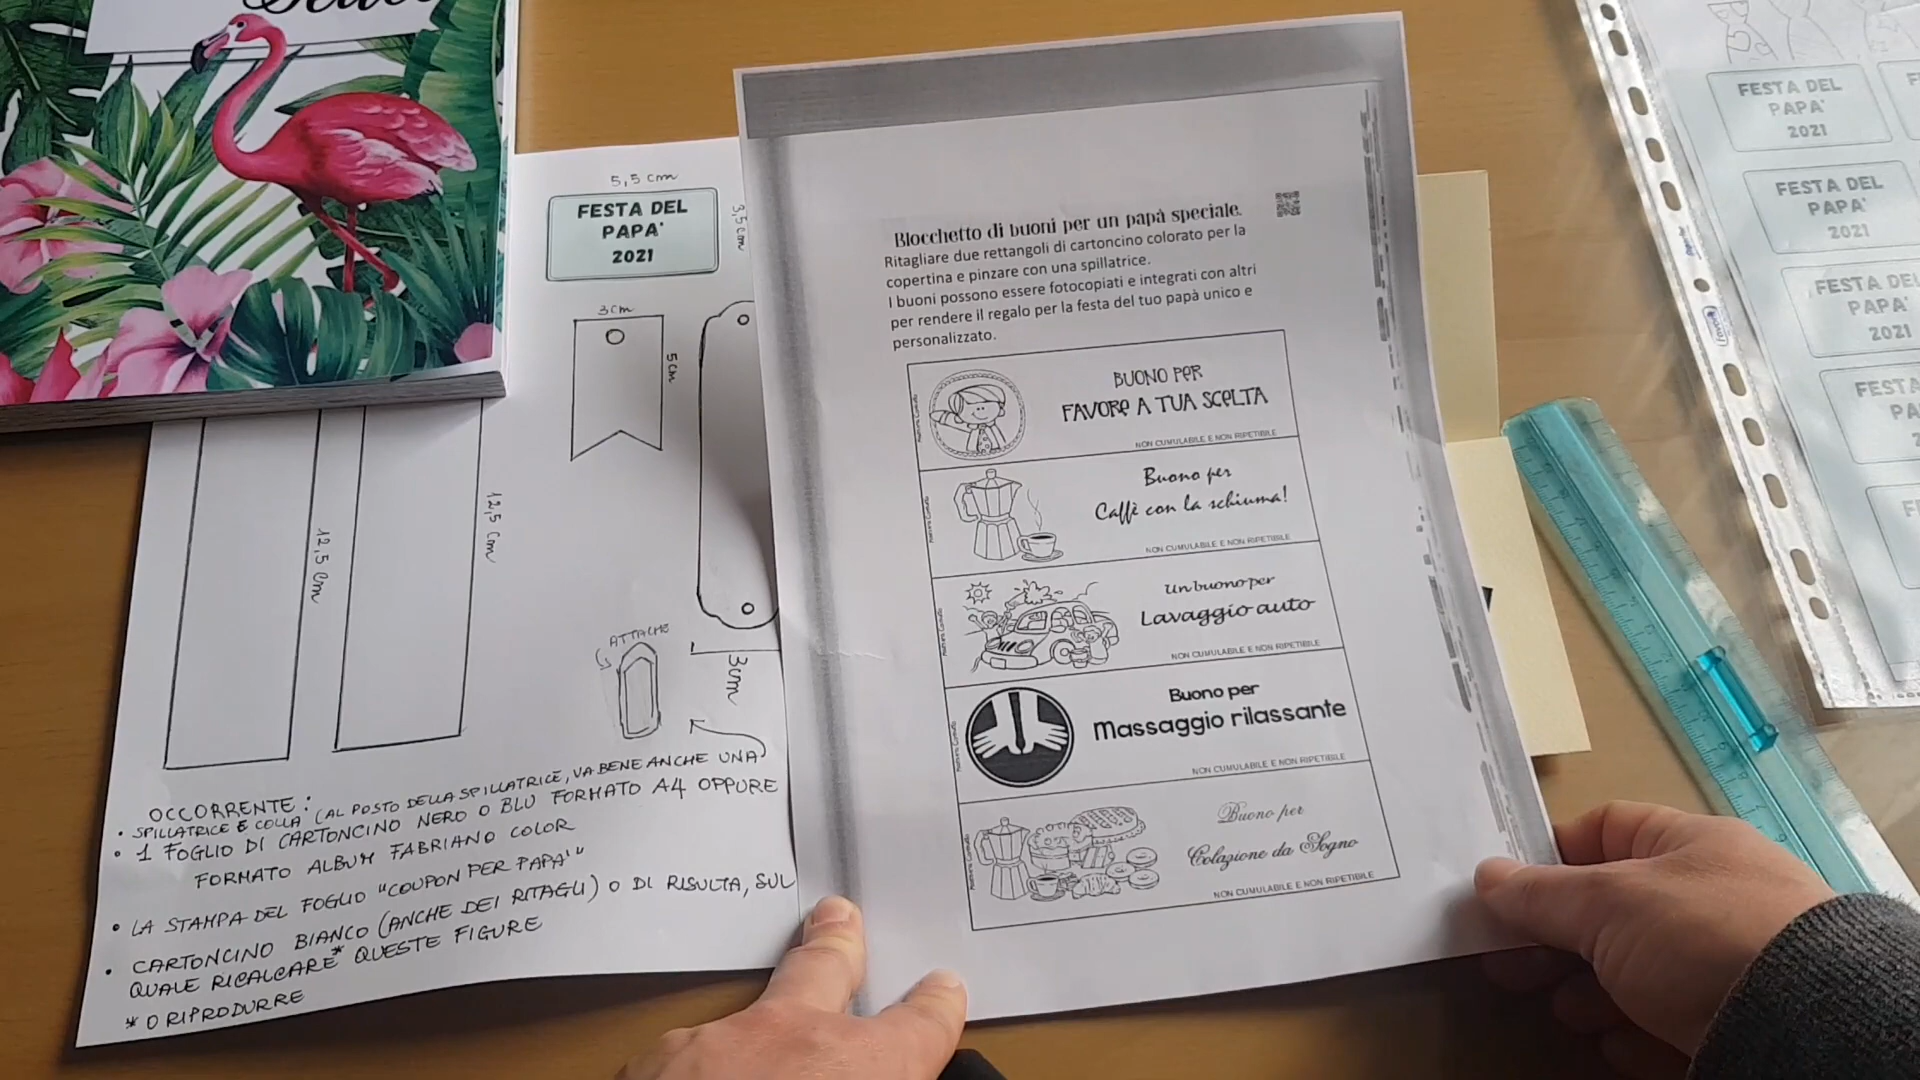 5,5 cm
FESTA DEL
PAPA'
2021
3,5 cm
3cm
5cm
12,5 cm
12,5 cm
ATTACHE
3cm
OCCORRENTE:
• SPILLATRICE E COLLA (AL POSTO DELLA SPILLATRICE, VA BENE ANCHE UNA
• 1 FOGLIO DI CARTONCINO NERO O BLU FORMATO A4 OPPURE
FORMATO ALBUM FABRIANO COLOR
• LA STAMPA DEL FOGLIO "COUPON PER PAPA'"
• CARTONCINO BIANCO (ANCHE DEI RITAGLI) O DI RISULTA, SUL
QUALE RICALCARE* QUESTE FIGURE
* O RIPRODURRE
Blocchetto di buoni per un papà speciale.
Ritagliare due rettangoli di cartoncino colorato per la
copertina e pinzare con una spillatrice.
I buoni possono essere fotocopiati e integrati con altri
per rendere il regalo per la festa del tuo papà unico e
personalizzato.
BUONO PER
FAVORE A TUA SCELTA
NON CUMULABILE E NON RIPETIBILE
Buono per
Caffè con la schiuma!
NON CUMULABILE E NON RIPETIBILE
Un buono per
Lavaggio auto
NON CUMULABILE E NON RIPETIBILE
Buono per
Massaggio rilassante
NON CUMULABILE E NON RIPETIBILE
Buono per
Colazione da Sogno
NON CUMULABILE E NON RIPETIBILE
FESTA DEL
PAPA'
2021
FESTA DEL
PAPA'
2021
FESTA DEL
PAPA'
2021
FESTA